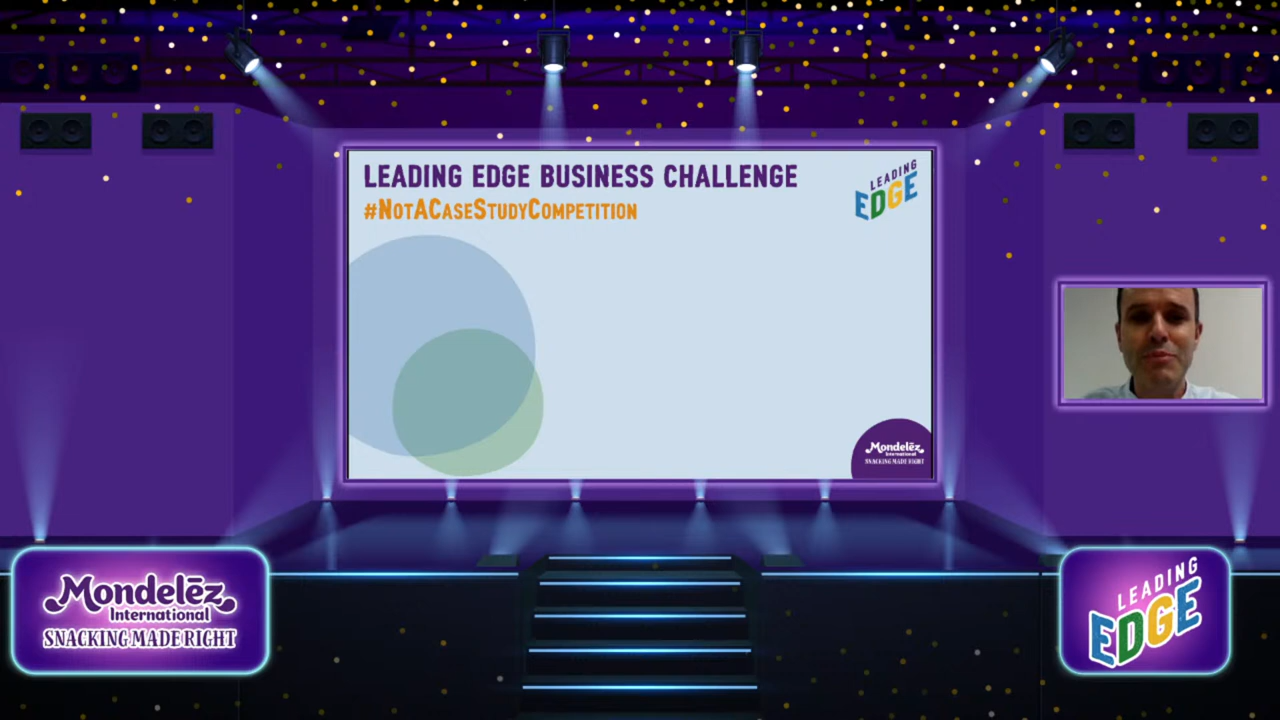 LEADING EDGE BUSINESS CHALLENGE
#NOTACASESTUDYCOMPETITION
LEADING
EDGE
Mondelēz
International
SNACKING MADE RIGHT
Mondelēz
International
SNACKING MADE RIGHT
LEADING
EDGE